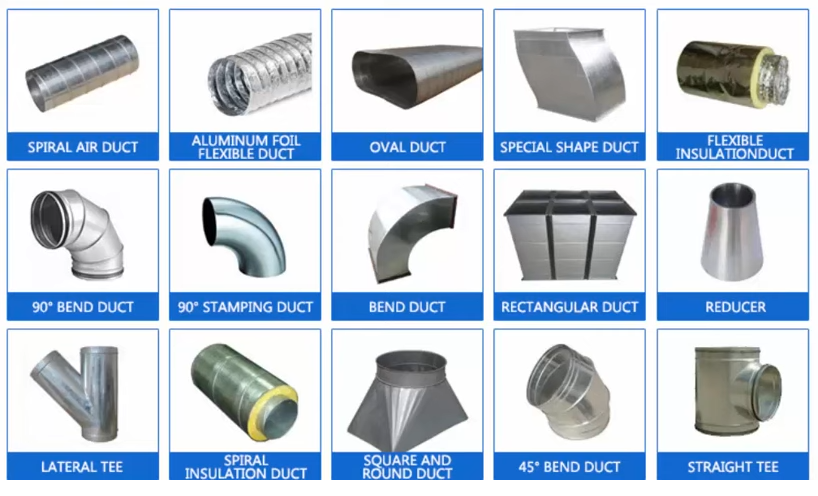 SPIRAL AIR DUCT
ALUMINUM FOIL
FLEXIBLE DUCT
OVAL DUCT
SPECIAL SHAPE DUCT
FLEXIBLE
INSULATIONDUCT
90° BEND DUCT
90° STAMPING DUCT
BEND DUCT
RECTANGULAR DUCT
REDUCER
LATERAL TEE
SPIRAL
INSULATION DUCT
SQUARE AND
ROUND DUCT
45° BEND DUCT
STRAIGHT TEE